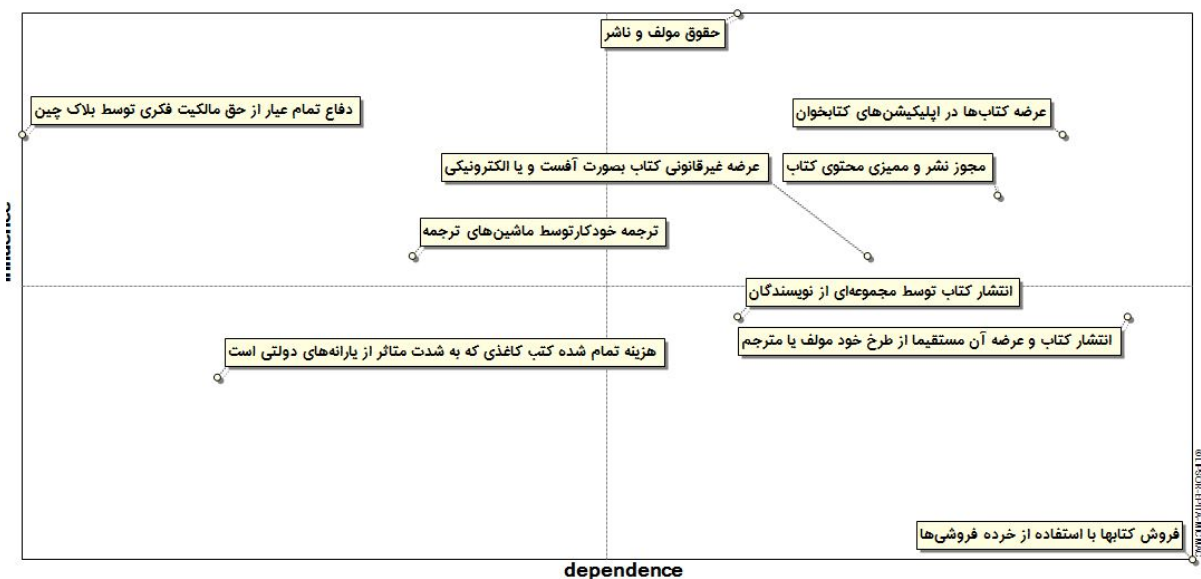 حقوق مولف و ناشر
دفاع تمام عیار از حق مالکیت فکری توسط بلاک چین
عرضه کتاب‌ها در اپلیکیشن‌های کتابخوان
عرضه غیرقانونی کتاب بصورت آفست و یا الکترونیکی
مجوز نشر و ممیزی محتوی کتاب
ترجمه خودکارتوسط ماشین‌های ترجمه
انتشار کتاب توسط مجموعه‌ای از نویسندگان
انتشار کتاب و عرضه آن مستقیما از طرخ خود مولف یا مترجم
هزینه تمام شده کتب کاغذی که به شدت متاثر از یارانه‌های دولتی است
فروش کتابها با استفاده از خرده فروشی‌ها
dependence